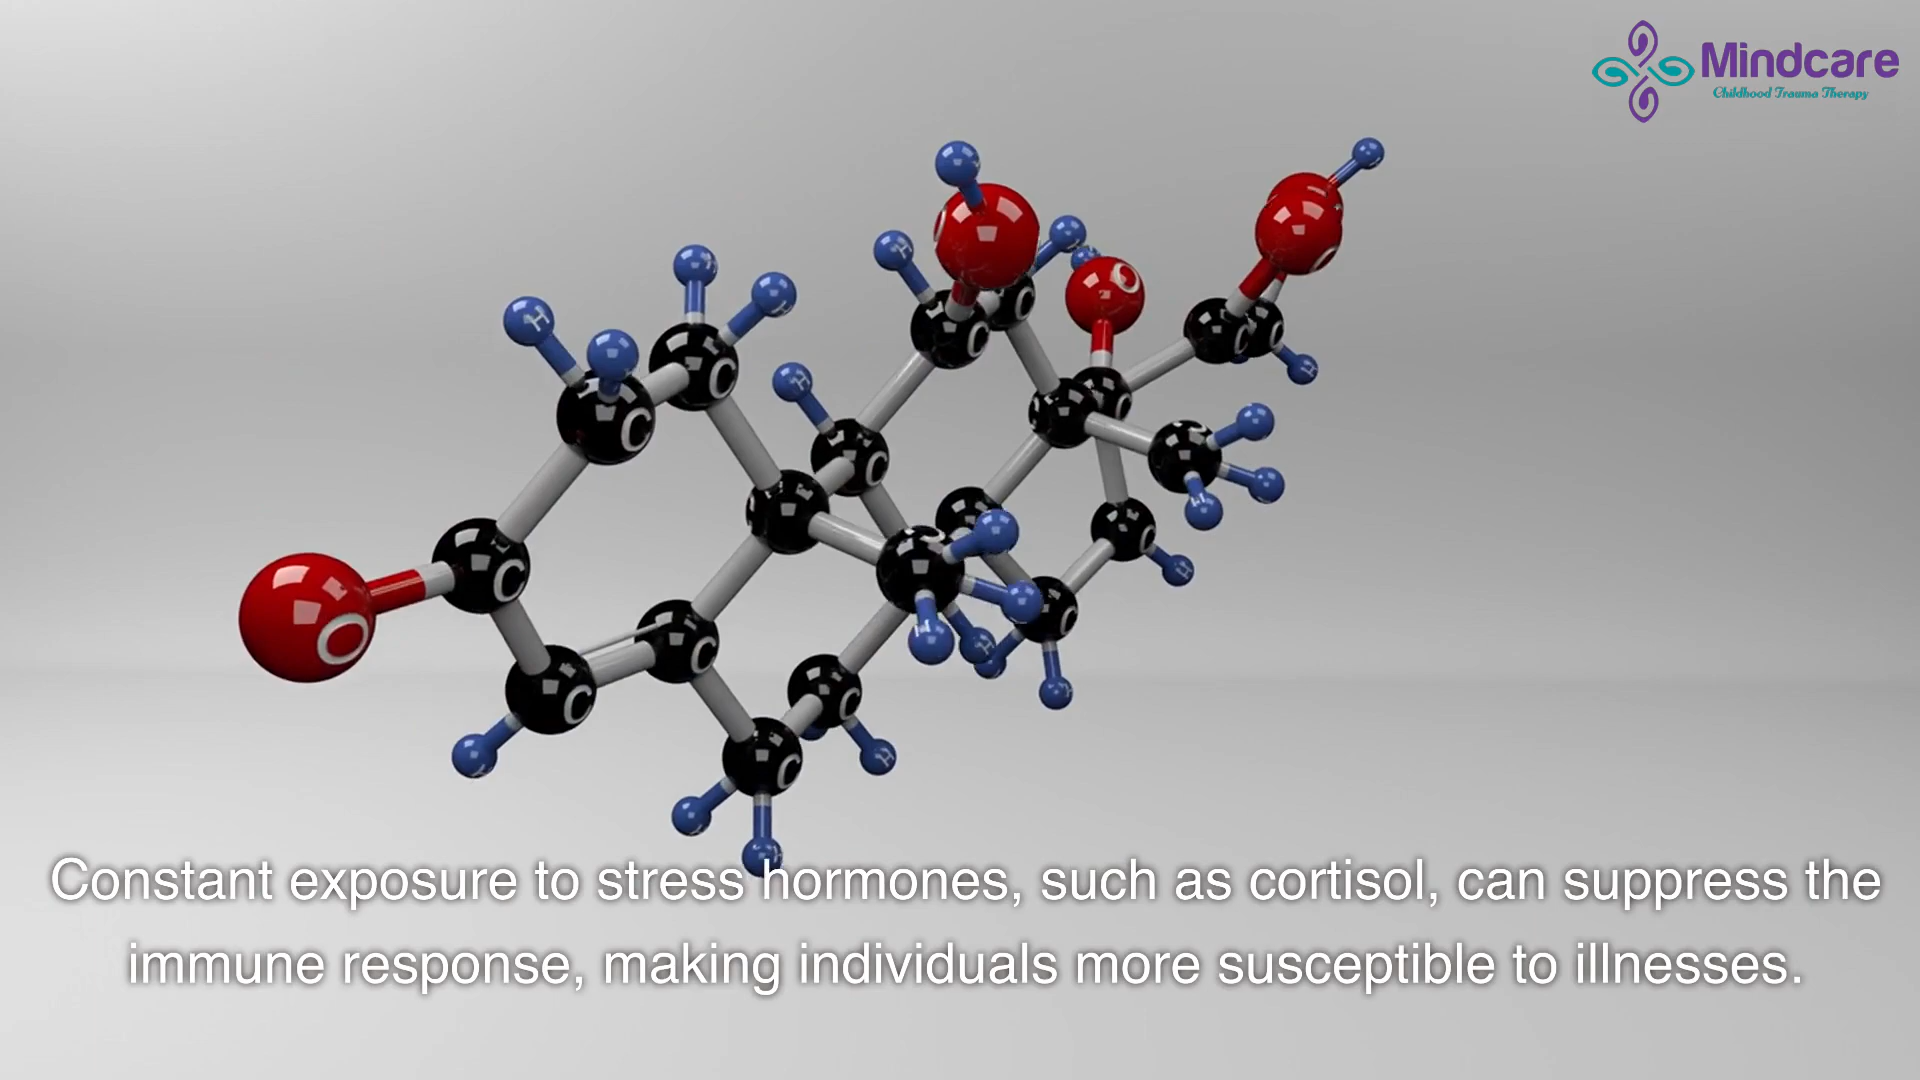 Mindcare
Childhood Trauma Therapy
Constant exposure to stress hormones, such as cortisol, can suppress the
immune response, making individuals more susceptible to illnesses.